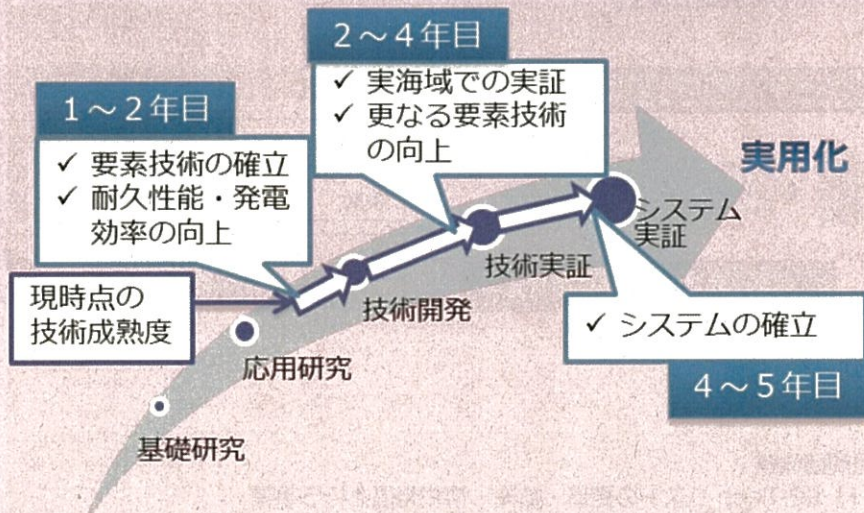 2～4年目
✓ 実海域での実証
✓ 更なる要素技術
の向上
1～2年目
✓ 要素技術の確立
✓ 耐久性能・発電
効率の向上
実用化
システム
実証
技術実証
現時点の
技術成熟度
技術開発
✓ システムの確立
応用研究
4～5年目
基礎研究